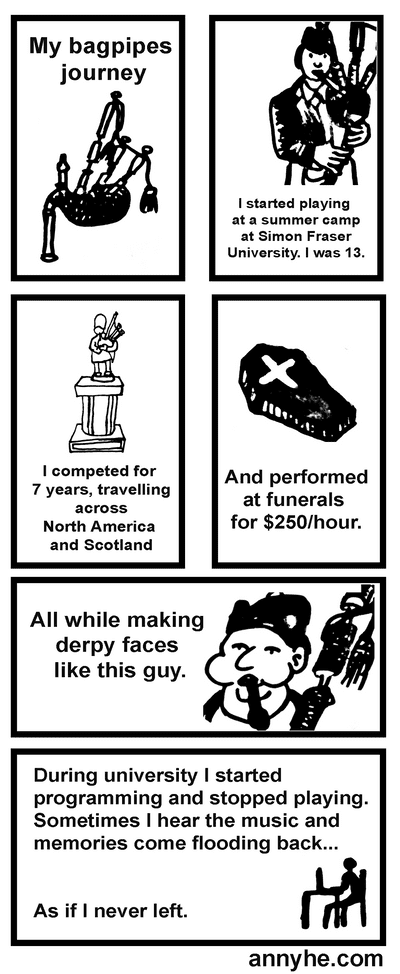 My bagpipes
journey
I started playing
at a summer camp
at Simon Fraser
University. I was 13.
I competed for
7 years, travelling
across
North America
and Scotland
And performed
at funerals
for $250/hour.
All while making
derpy faces
like this guy.
During university I started
programming and stopped playing.
Sometimes I hear the music and
memories come flooding back...
As if I never left.
annyhe.com